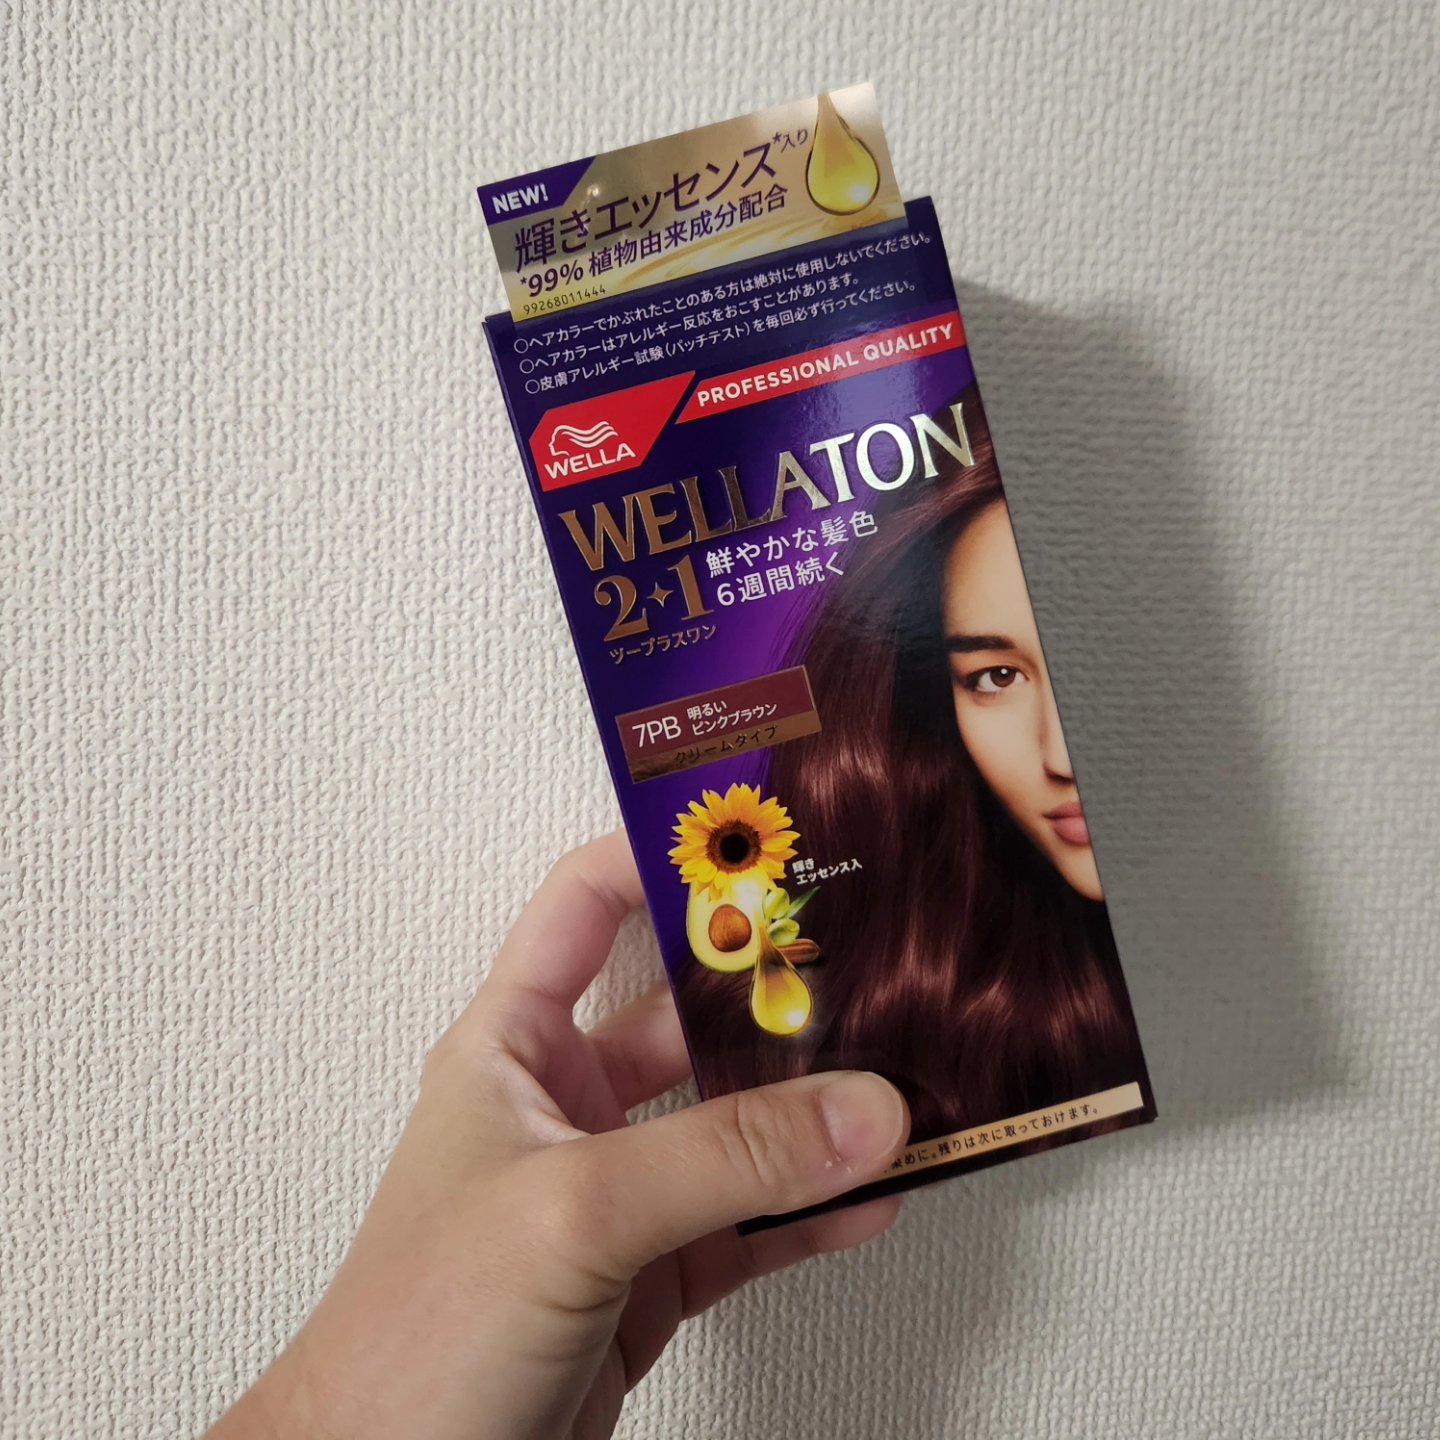 NEW!
輝きエッセンス*入り
*99% 植物由来成分配合
99268011444
○ヘアカラーでかぶれたことのある方は絶対に使用しないでください。
○ヘアカラーはアレルギー反応をおこすことがあります。
○皮膚アレルギー試験(パッチテスト)を毎回必ず行ってください。
PROFESSIONAL QUALITY
WELLA
WELLATON
2+1
ツープラスワン
鮮やかな髪色
6週間続く
7PB 明るい
ピンクブラウン
クリームタイプ
輝き
エッセンス入
染めに。残りは次に取っておけます。